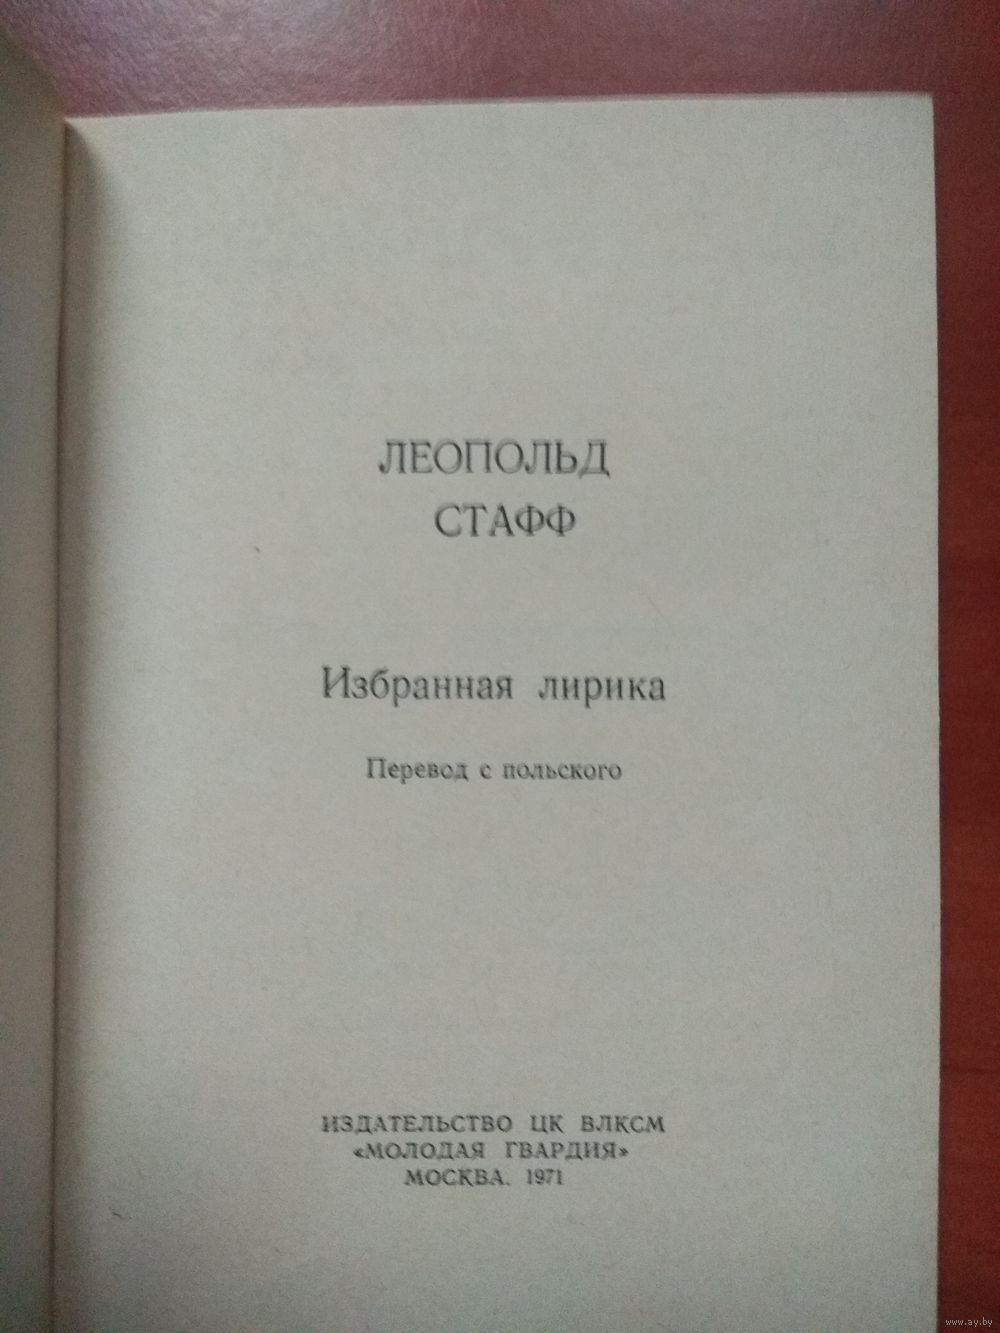 ЛЕОПОЛЬД
СТАФФ
Избранная лирика
Перевод с польского
ИЗДАТЕЛЬСТВО ЦК ВЛКСМ
«МОЛОДАЯ ГВАРДИЯ»
МОСКВА. 1971
www.ay.by